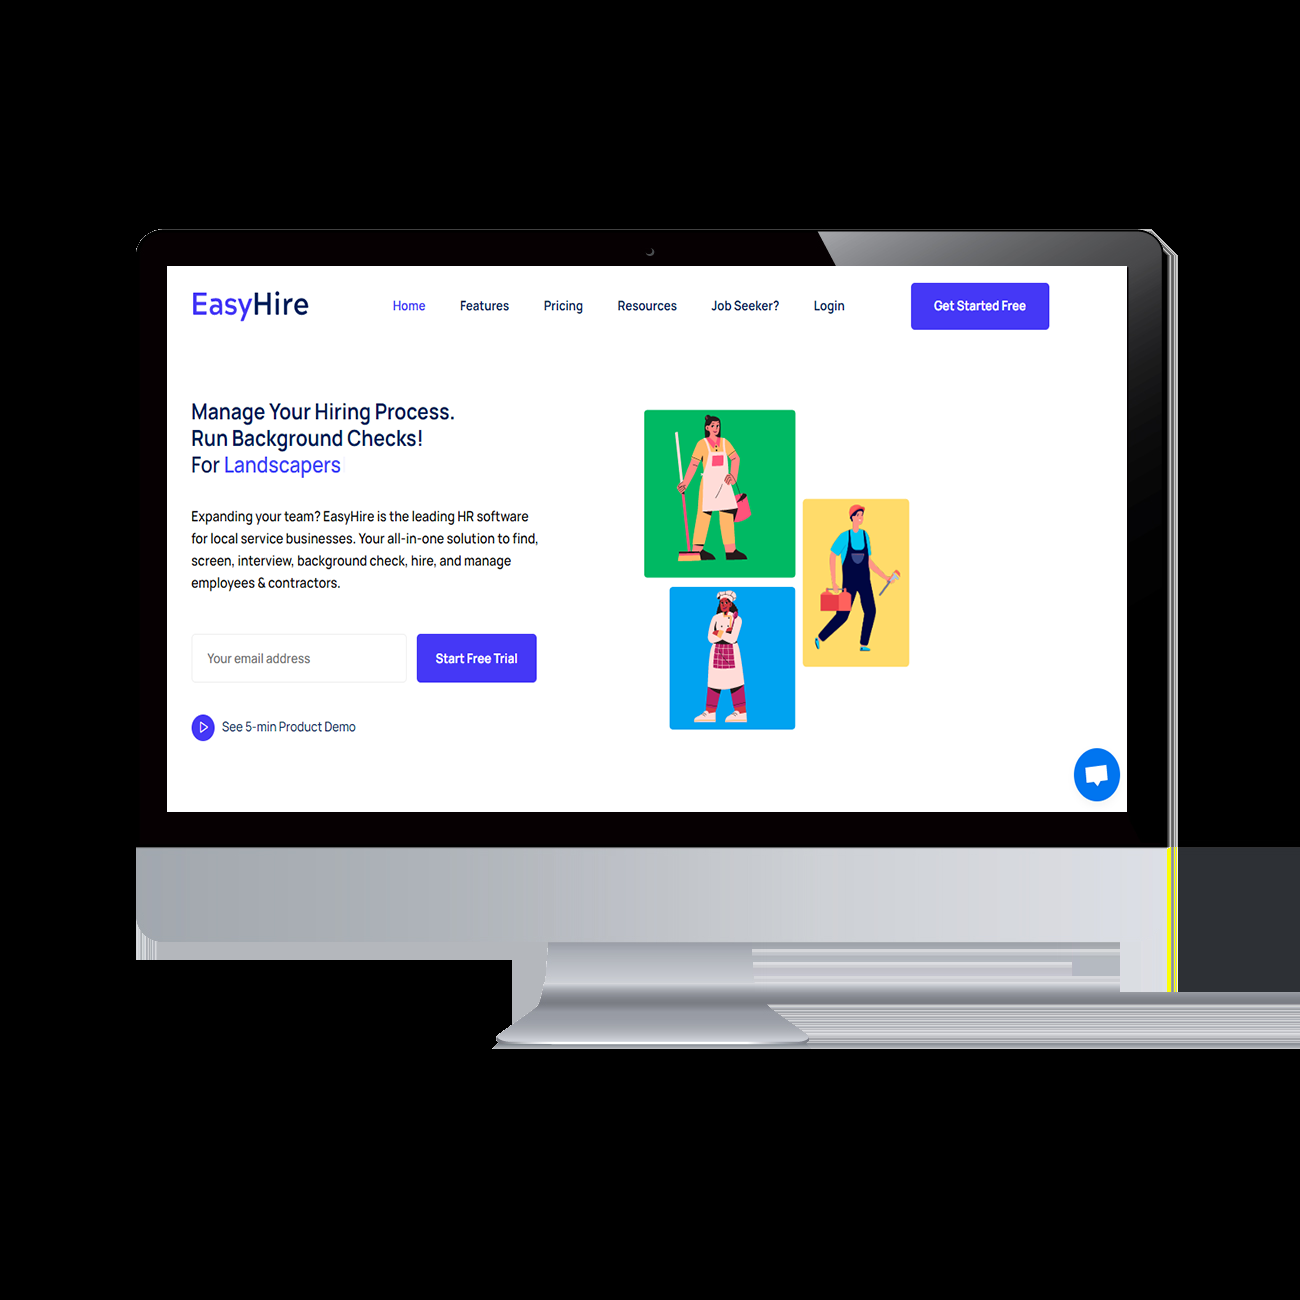 EasyHire
Home Features Pricing Resources Job Seeker? Login Get Started Free
Manage Your Hiring Process.
Run Background Checks!
For Landscapers
Expanding your team? EasyHire is the leading HR software
for local service businesses. Your all-in-one solution to find,
screen, interview, background check, hire, and manage
employees & contractors.
Your email address Start Free Trial
See 5-min Product Demo